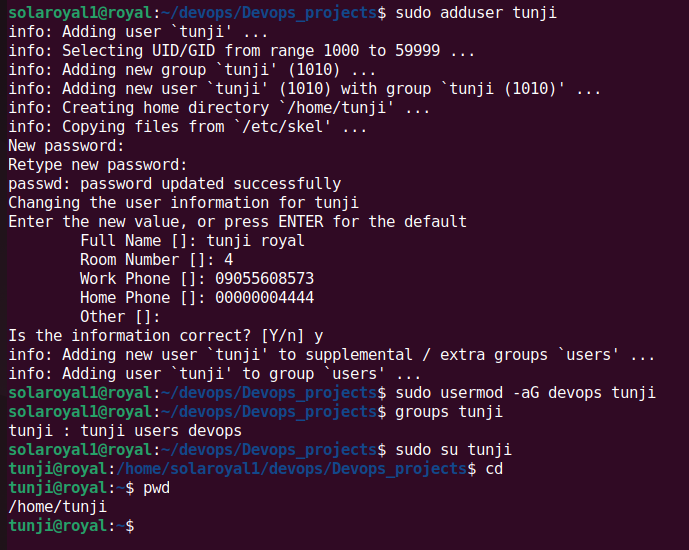 solaroyal1@royal:~/devops/Devops_projects$ sudo adduser tunji
info: Adding user `tunji' ...
info: Selecting UID/GID from range 1000 to 59999 ...
info: Adding new group `tunji' (1010) ...
info: Adding new user `tunji' (1010) with group `tunji (1010)' ...
info: Creating home directory `/home/tunji' ...
info: Copying files from `/etc/skel' ...
New password:
Retype new password:
passwd: password updated successfully
Changing the user information for tunji
Enter the new value, or press ENTER for the default
        Full Name []: tunji royal
        Room Number []: 4
        Work Phone []: 09055608573
        Home Phone []: 00000004444
        Other []:
Is the information correct? [Y/n] y
info: Adding new user `tunji' to supplemental / extra groups `users' ...
info: Adding user `tunji' to group `users' ...
solaroyal1@royal:~/devops/Devops_projects$ sudo usermod -aG devops tunji
solaroyal1@royal:~/devops/Devops_projects$ groups tunji
tunji : tunji users devops
solaroyal1@royal:~/devops/Devops_projects$ sudo su tunji
tunji@royal:/home/solaroyal1/devops/Devops_projects$ cd
tunji@royal:~$ pwd
/home/tunji
tunji@royal:~$